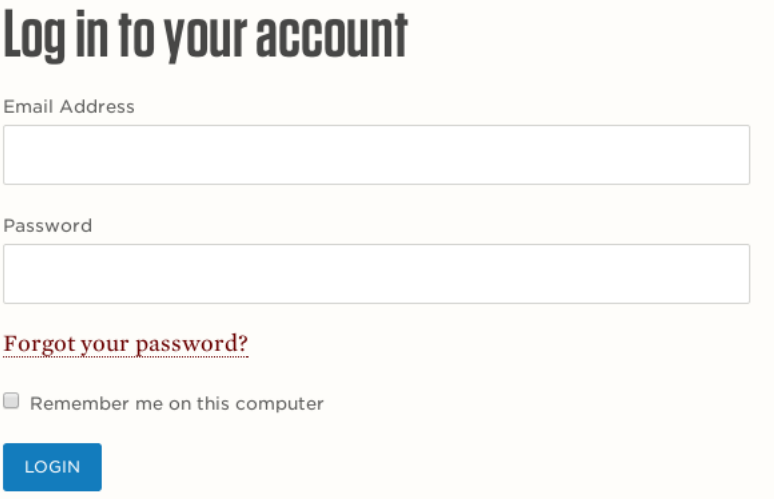 Log in to your account
Email Address
Password
Forgot your password?
Remember me on this computer
LOGIN